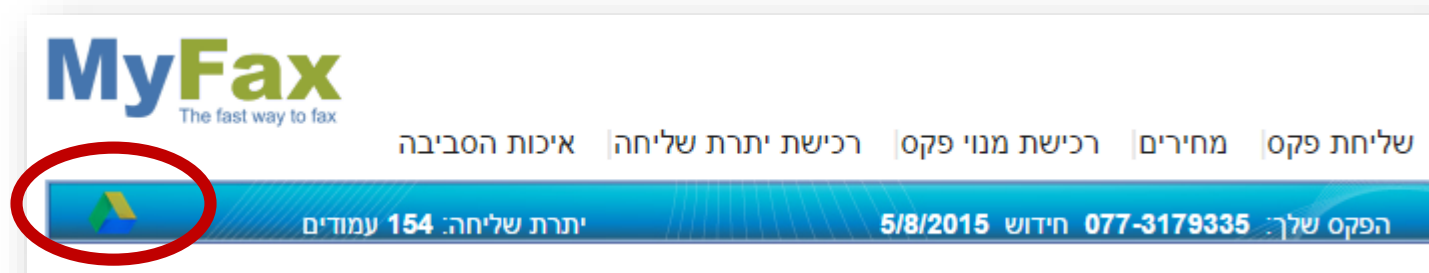 MyFax
The fast way to fax
שליחת פקס| מחירים| רכישת מנוי פקס| רכישת יתרת שליחה| איכות הסביבה
הפקס שלך: 077-3179335 חידוש 5/8/2015 יתרת שליחה: 154 עמודים